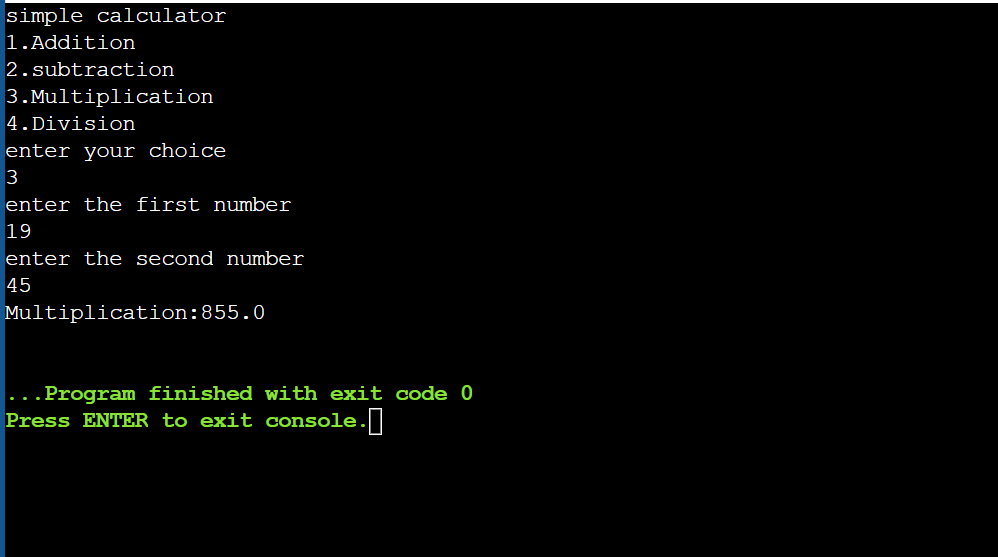 simple calculator
1.Addition
2.subtraction
3.Multiplication
4.Division
enter your choice
3
enter the first number
19
enter the second number
45
Multiplication:855.0
...Program finished with exit code 0
Press ENTER to exit console.